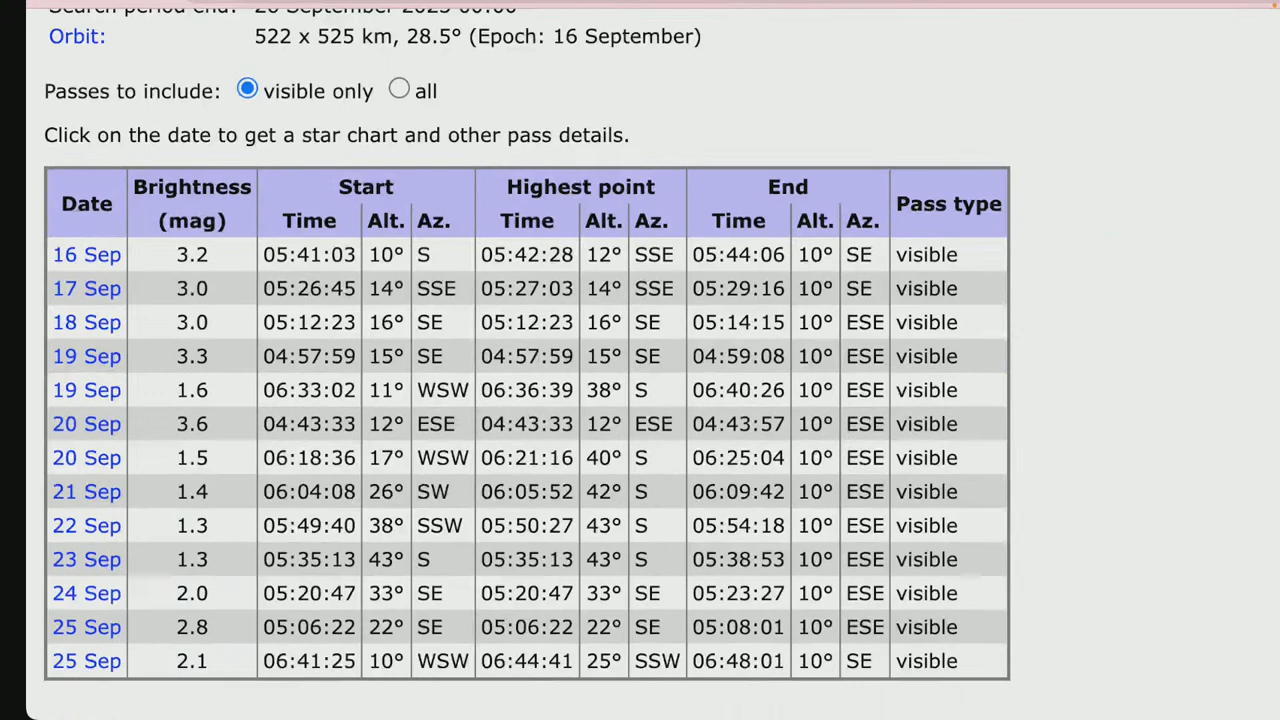 Search period end: 26 September 2025 00:00
Orbit: 522 x 525 km, 28.5° (Epoch: 16 September)
Passes to include: visible only all
Click on the date to get a star chart and other pass details.
Date Brightness (mag) Start Highest point End Pass type
Time Alt. Az. Time Alt. Az. Time Alt. Az.
16 Sep 3.2 05:41:03 10° S 05:42:28 12° SSE 05:44:06 10° SE visible
17 Sep 3.0 05:26:45 14° SSE 05:27:03 14° SSE 05:29:16 10° SE visible
18 Sep 3.0 05:12:23 16° SE 05:12:23 16° SE 05:14:15 10° ESE visible
19 Sep 3.3 04:57:59 15° SE 04:57:59 15° SE 04:59:08 10° ESE visible
19 Sep 1.6 06:33:02 11° WSW 06:36:39 38° S 06:40:26 10° ESE visible
20 Sep 3.6 04:43:33 12° ESE 04:43:33 12° ESE 04:43:57 10° ESE visible
20 Sep 1.5 06:18:36 17° WSW 06:21:16 40° S 06:25:04 10° ESE visible
21 Sep 1.4 06:04:08 26° SW 06:05:52 42° S 06:09:42 10° ESE visible
22 Sep 1.3 05:49:40 38° SSW 05:50:27 43° S 05:54:18 10° ESE visible
23 Sep 1.3 05:35:13 43° S 05:35:13 43° S 05:38:53 10° ESE visible
24 Sep 2.0 05:20:47 33° SE 05:20:47 33° SE 05:23:27 10° ESE visible
25 Sep 2.8 05:06:22 22° SE 05:06:22 22° SE 05:08:01 10° ESE visible
25 Sep 2.1 06:41:25 10° WSW 06:44:41 25° SSW 06:48:01 10° SE visible